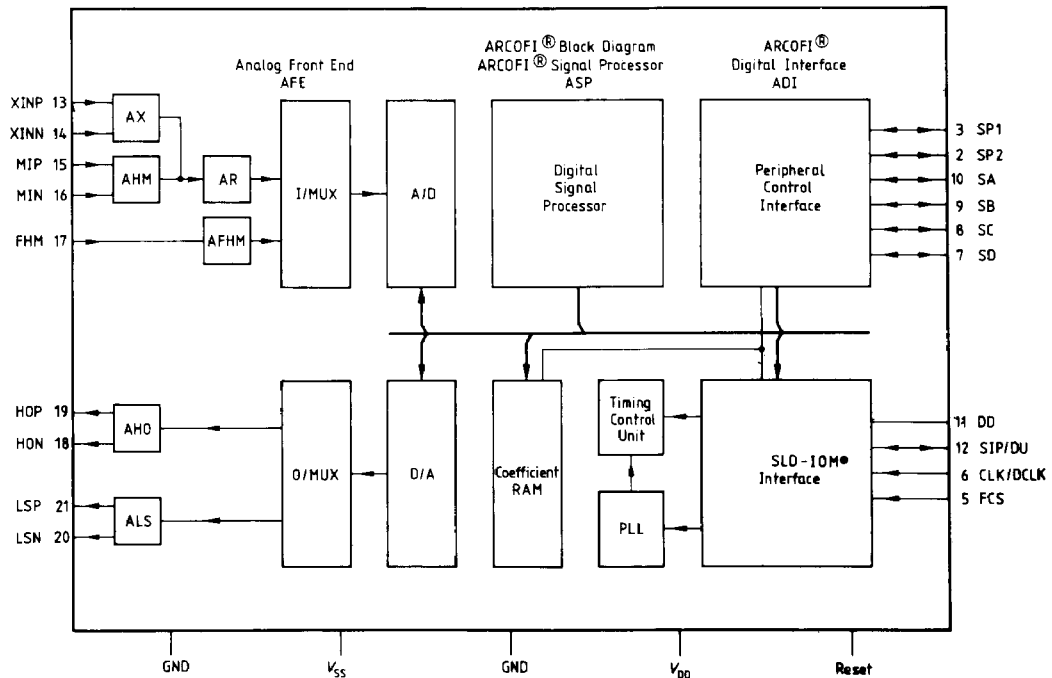 ARCOFI® Block Diagram
ARCOFI® Signal Processor
ASP
ARCOFI®
Digital Interface
ADI
Analog Front End
AFE
XINP 13
XINN 14
MIP 15
MIN 16
FHM 17
AX
AHM
AR
AFHM
I/MUX
A/D
Digital
Signal
Processor
Peripheral
Control
Interface
3 SP1
2 SP2
10 SA
9 SB
8 SC
7 SD
HOP 19
HON 18
LSP 21
LSN 20
AHO
ALS
O/MUX
D/A
Coefficient
RAM
Timing
Control
Unit
PLL
SLD-IOM®
Interface
11 DD
12 SIP/DU
6 CLK/DCLK
5 FCS
GND
VSS
GND
VDD
Reset